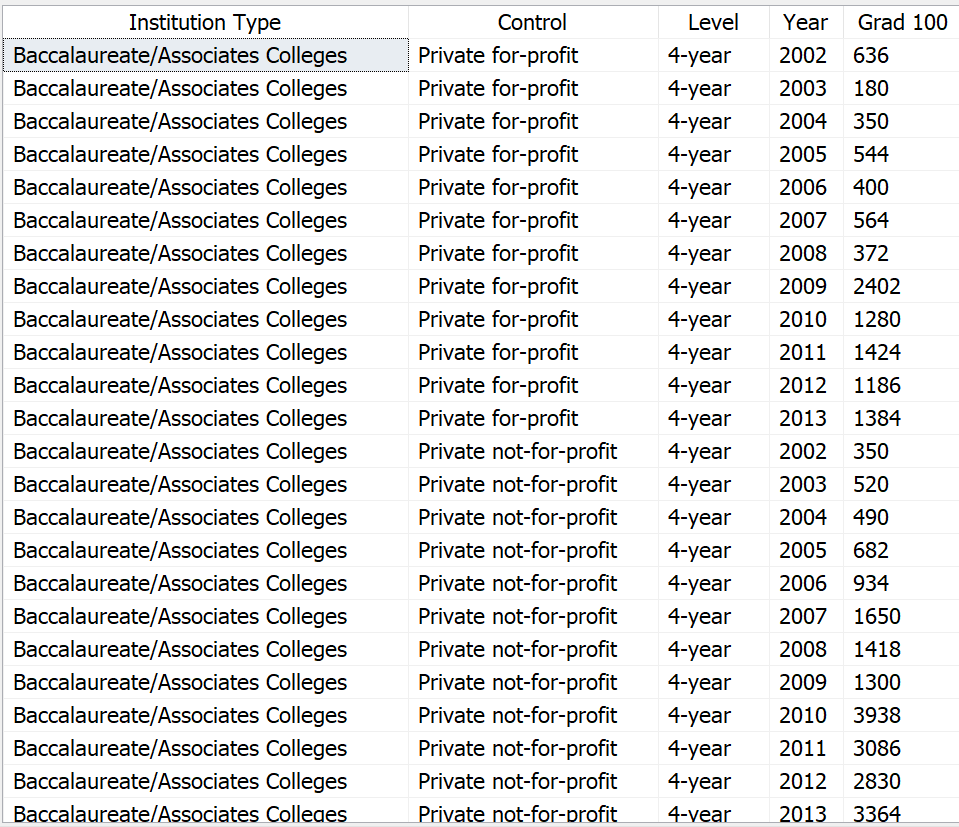 Institution Type Control Level Year Grad 100
Baccalaureate/Associates Colleges Private for-profit 4-year 2002 636
Baccalaureate/Associates Colleges Private for-profit 4-year 2003 180
Baccalaureate/Associates Colleges Private for-profit 4-year 2004 350
Baccalaureate/Associates Colleges Private for-profit 4-year 2005 544
Baccalaureate/Associates Colleges Private for-profit 4-year 2006 400
Baccalaureate/Associates Colleges Private for-profit 4-year 2007 564
Baccalaureate/Associates Colleges Private for-profit 4-year 2008 372
Baccalaureate/Associates Colleges Private for-profit 4-year 2009 2402
Baccalaureate/Associates Colleges Private for-profit 4-year 2010 1280
Baccalaureate/Associates Colleges Private for-profit 4-year 2011 1424
Baccalaureate/Associates Colleges Private for-profit 4-year 2012 1186
Baccalaureate/Associates Colleges Private for-profit 4-year 2013 1384
Baccalaureate/Associates Colleges Private not-for-profit 4-year 2002 350
Baccalaureate/Associates Colleges Private not-for-profit 4-year 2003 520
Baccalaureate/Associates Colleges Private not-for-profit 4-year 2004 490
Baccalaureate/Associates Colleges Private not-for-profit 4-year 2005 682
Baccalaureate/Associates Colleges Private not-for-profit 4-year 2006 934
Baccalaureate/Associates Colleges Private not-for-profit 4-year 2007 1650
Baccalaureate/Associates Colleges Private not-for-profit 4-year 2008 1418
Baccalaureate/Associates Colleges Private not-for-profit 4-year 2009 1300
Baccalaureate/Associates Colleges Private not-for-profit 4-year 2010 3938
Baccalaureate/Associates Colleges Private not-for-profit 4-year 2011 3086
Baccalaureate/Associates Colleges Private not-for-profit 4-year 2012 2830
Baccalaureate/Associates Colleges Private not-for-profit 4-year 2013 3364